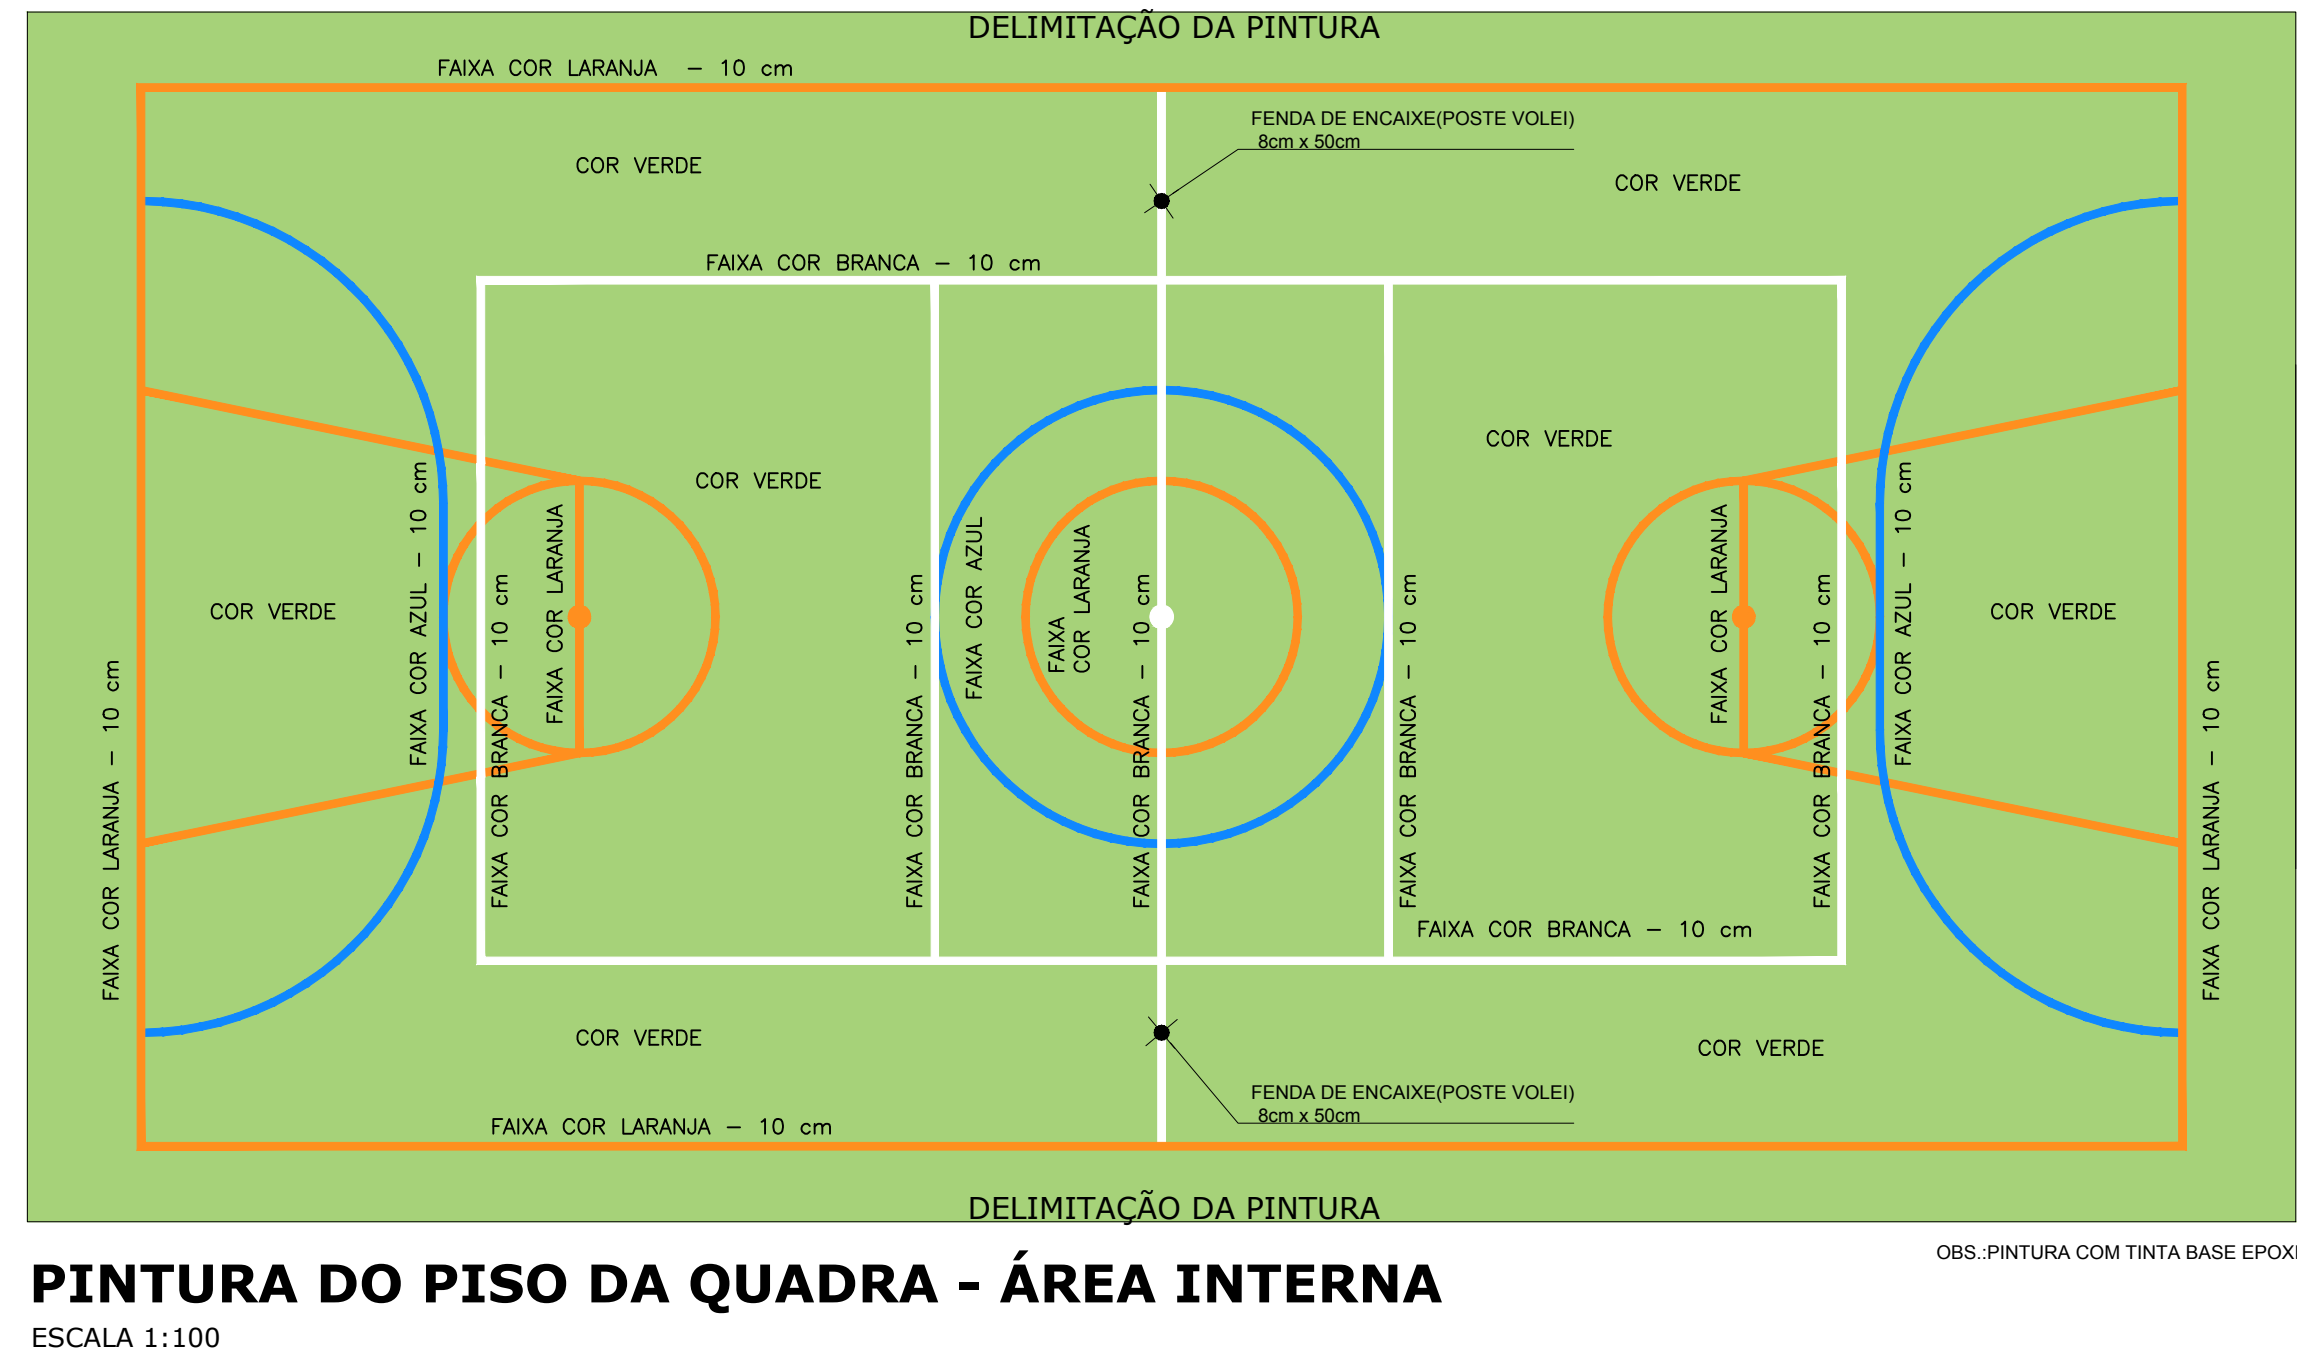 DELIMITAÇÃO DA PINTURA
FAIXA COR LARANJA - 10 cm
FENDA DE ENCAIXE(POSTE VOLEI)
8cm x 50cm
COR VERDE
COR VERDE
FAIXA COR BRANCA - 10 cm
COR VERDE
COR VERDE
COR VERDE
COR VERDE
FAIXA COR LARANJA - 10 cm
FAIXA COR AZUL - 10 cm
FAIXA COR BRANCA - 10 cm
FAIXA COR LARANJA
FAIXA COR BRANCA - 10 cm
FAIXA COR AZUL
FAIXA
COR LARANJA
FAIXA COR BRANCA - 10 cm
FAIXA COR BRANCA - 10 cm
FAIXA COR LARANJA
FAIXA COR BRANCA - 10 cm
FAIXA COR AZUL - 10 cm
FAIXA COR LARANJA - 10 cm
FAIXA COR BRANCA - 10 cm
COR VERDE
COR VERDE
FENDA DE ENCAIXE(POSTE VOLEI)
8cm x 50cm
FAIXA COR LARANJA - 10 cm
DELIMITAÇÃO DA PINTURA
OBS.:PINTURA COM TINTA BASE EPOXI
PINTURA DO PISO DA QUADRA - ÁREA INTERNA
ESCALA 1:100